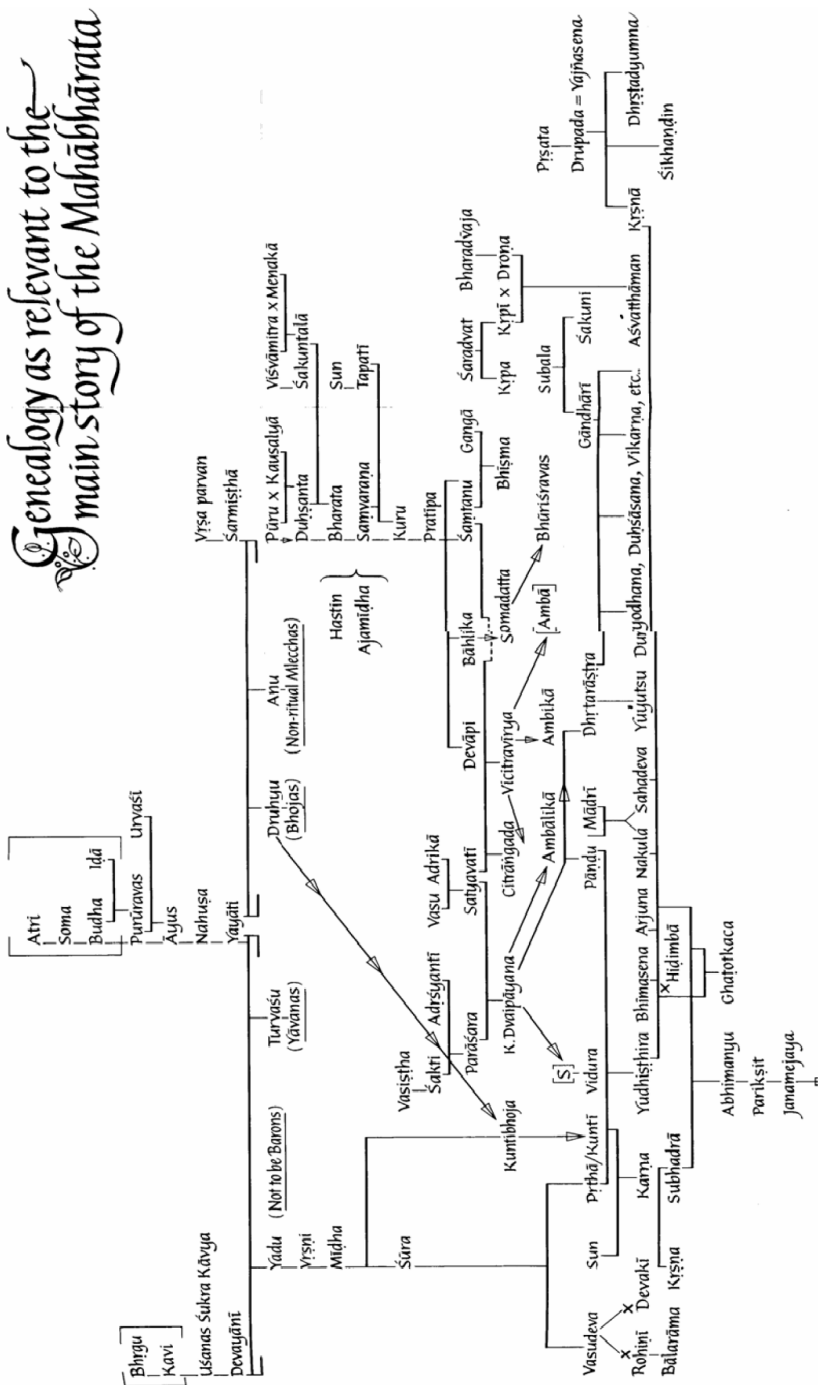 Genealogy as relevant to the
main story of the Mahābhārata
Bhṛgu
Kavi
Uśanas Śukra Kāvya
Devayānī
Atri
Soma
Budha Iḍā
Purūravas Urvaśī
Āyus
Nahuṣa
Yayāti
Vṛṣa parvan
Śarmiṣṭhā
Yadu (Not to be Barons)
Turvaśu
(Yāvanas)
Druhyu
(Bhojas)
Anu
(Non-ritual Mlecchas)
Pūru x Kausalyā
Viśvāmitra x Menakā
Duḥṣanta
Śakuntalā
Vṛṣni
Mīḍha
Hastin
Ajamīḍha
Bharata
Saṃvaraṇa
Sun
Tapatī
Kuru
Pratīpa
Śūra
Vasiṣṭha
Śakti Adṛśyantī
Vasu Adrikā
Devāpi
Bāhlika
Śaṃtanu Gaṅgā
Śaradvat Bharadvāja
Parāśara
Satyavatī
Somadatta
Bhīṣma
Kṛpa Kṛpī x Droṇa
Kuntibhoja
K. Dvaipāyana
Citrāṅgada
Vicitravīrya
Bhūriśravas
Ambālikā
Ambikā
[Ambā]
Subala
Pṛṣata
Drupada = Yajñasena
Vasudeva
Sun
Pṛthā/Kuntī
[S]
Vidura
Pāṇḍu Mādrī
Dhṛtarāṣṭra
Gāndhārī
Śakuni
x Rohiṇī x Devakī
Balarāma
Kṛṣṇa
Karṇa
Subhadrā
Yudhiṣṭhira Bhīmasena Arjuna Nakula Sahadeva Yuyutsu Duryodhana, Duḥśāsama, Vikarṇa, etc..
Aśvatthāman
Kṛṣṇā
Dhṛṣṭadyumna
Śikhaṇḍin
x Hiḍimbā
Ghaṭotkaca
Abhimanyu
Parikṣit
Janamejaya